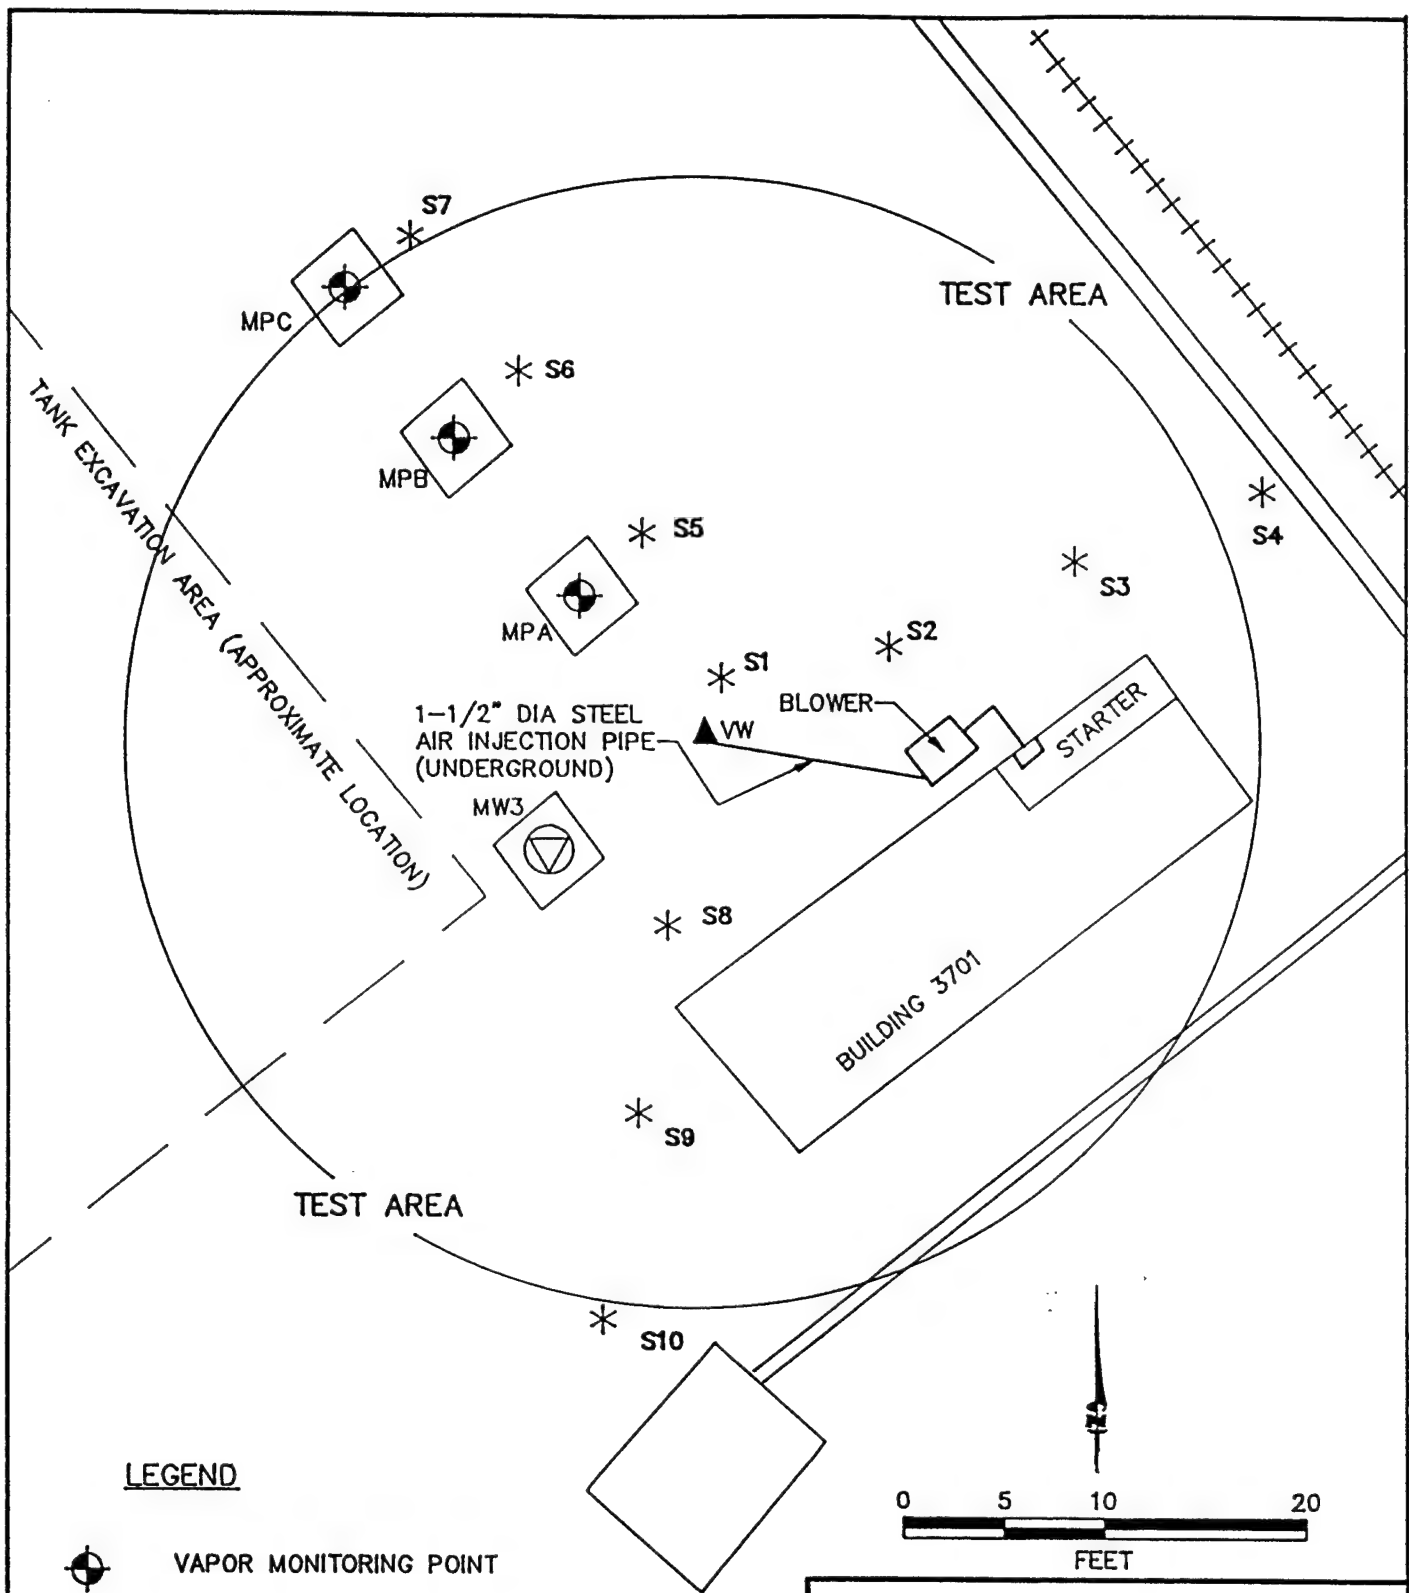 S7
TEST AREA
MPC
S6
TANK EXCAVATION AREA (APPROXIMATE LOCATION)
MPB
S5
S4
S3
MPA
S2
S1
BLOWER
STARTER
1-1/2" DIA STEEL
AIR INJECTION PIPE
(UNDERGROUND)
VW
MW3
S8
BUILDING 3701
S9
TEST AREA
S10
LEGEND
0 5 10 20
FEET
VAPOR MONITORING POINT